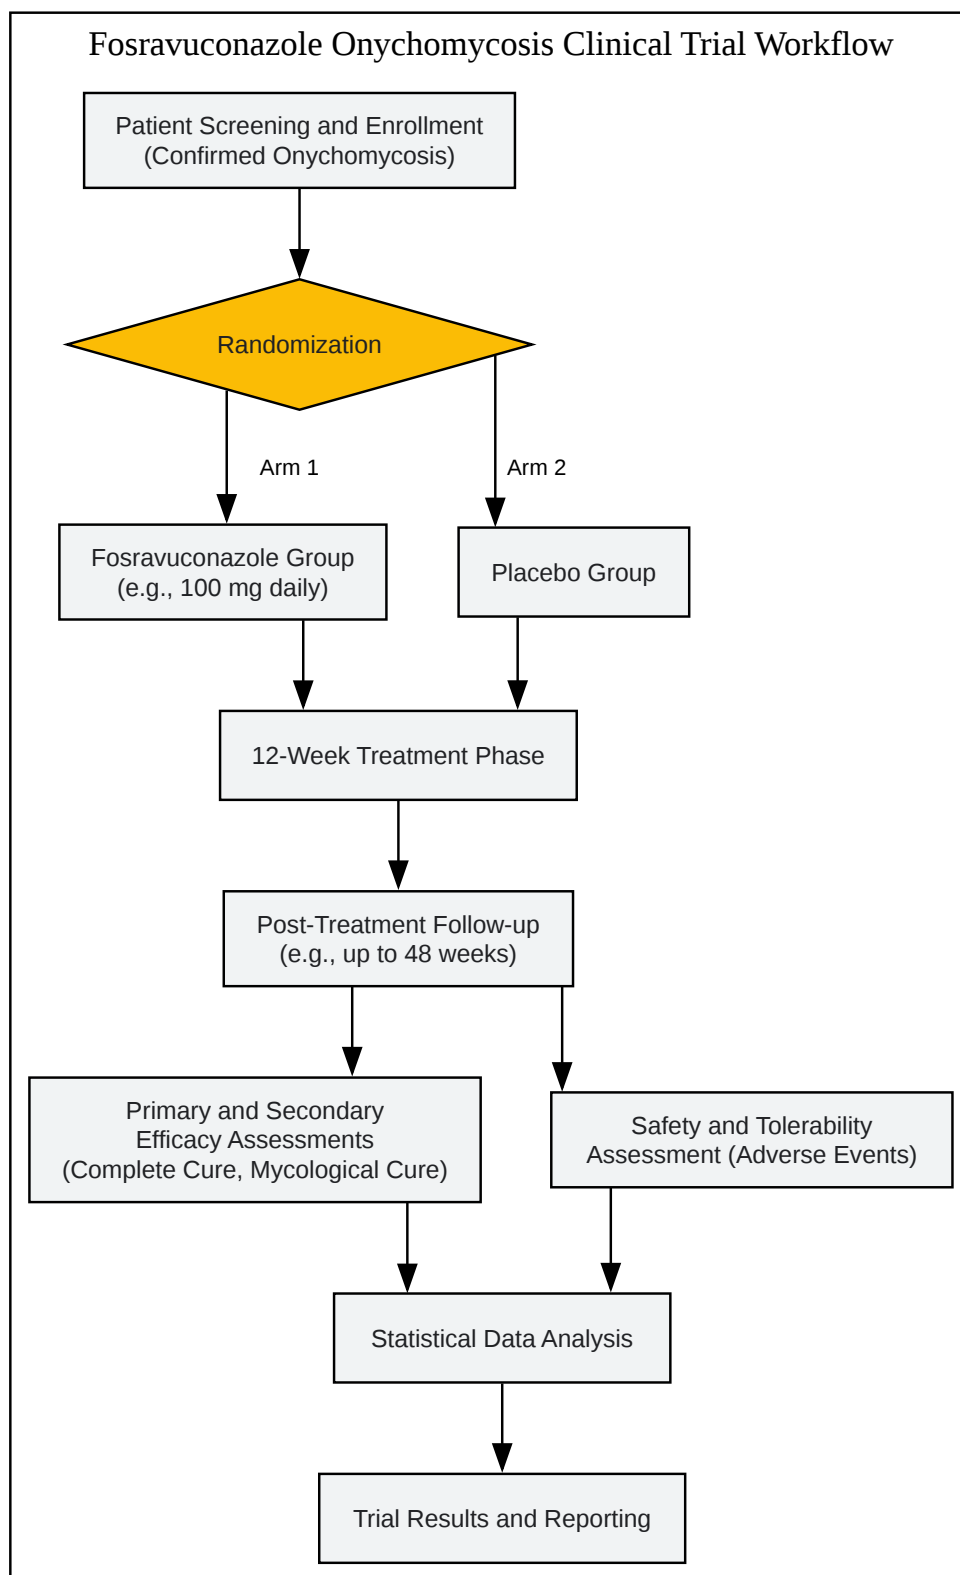 Fosravuconazole Onychomycosis Clinical Trial Workflow
Patient Screening and Enrollment
(Confirmed Onychomycosis)
Randomization
Arm 1
Arm 2
Fosravuconazole Group
(e.g., 100 mg daily)
Placebo Group
12-Week Treatment Phase
Post-Treatment Follow-up
(e.g., up to 48 weeks)
Primary and Secondary
Efficacy Assessments
(Complete Cure, Mycological Cure)
Safety and Tolerability
Assessment (Adverse Events)
Statistical Data Analysis
Trial Results and Reporting